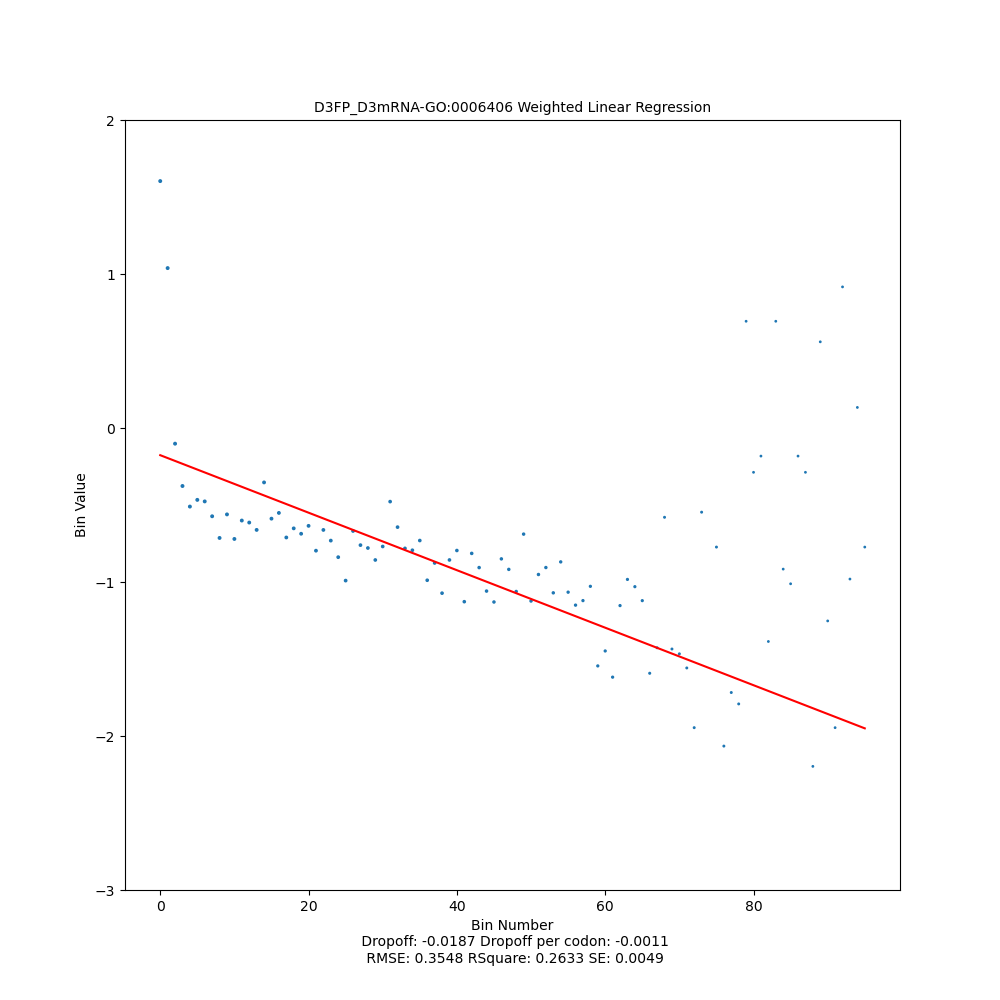 D3FP_D3mRNA-GO:0006406 Weighted Linear Regression
2
1
0
−1
−2
−3
Bin Value
0 20 40 60 80
Bin Number
Dropoff: -0.0187 Dropoff per codon: -0.0011
RMSE: 0.3548 RSquare: 0.2633 SE: 0.0049